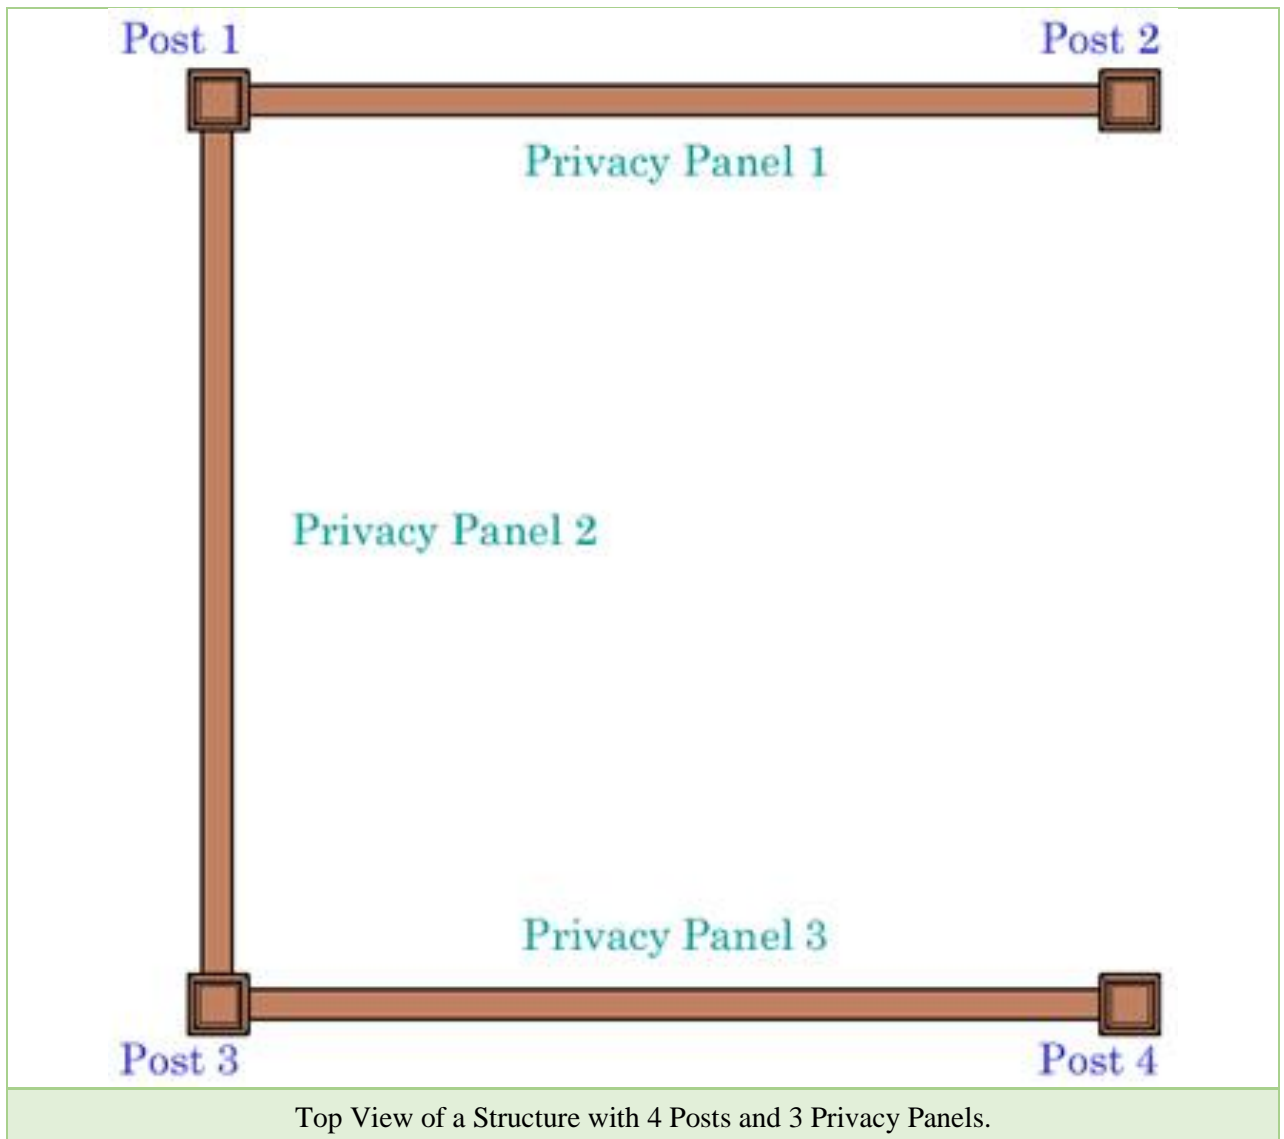 Post 1
Post 2
Privacy Panel 1
Privacy Panel 2
Privacy Panel 3
Post 3
Post 4
Top View of a Structure with 4 Posts and 3 Privacy Panels.